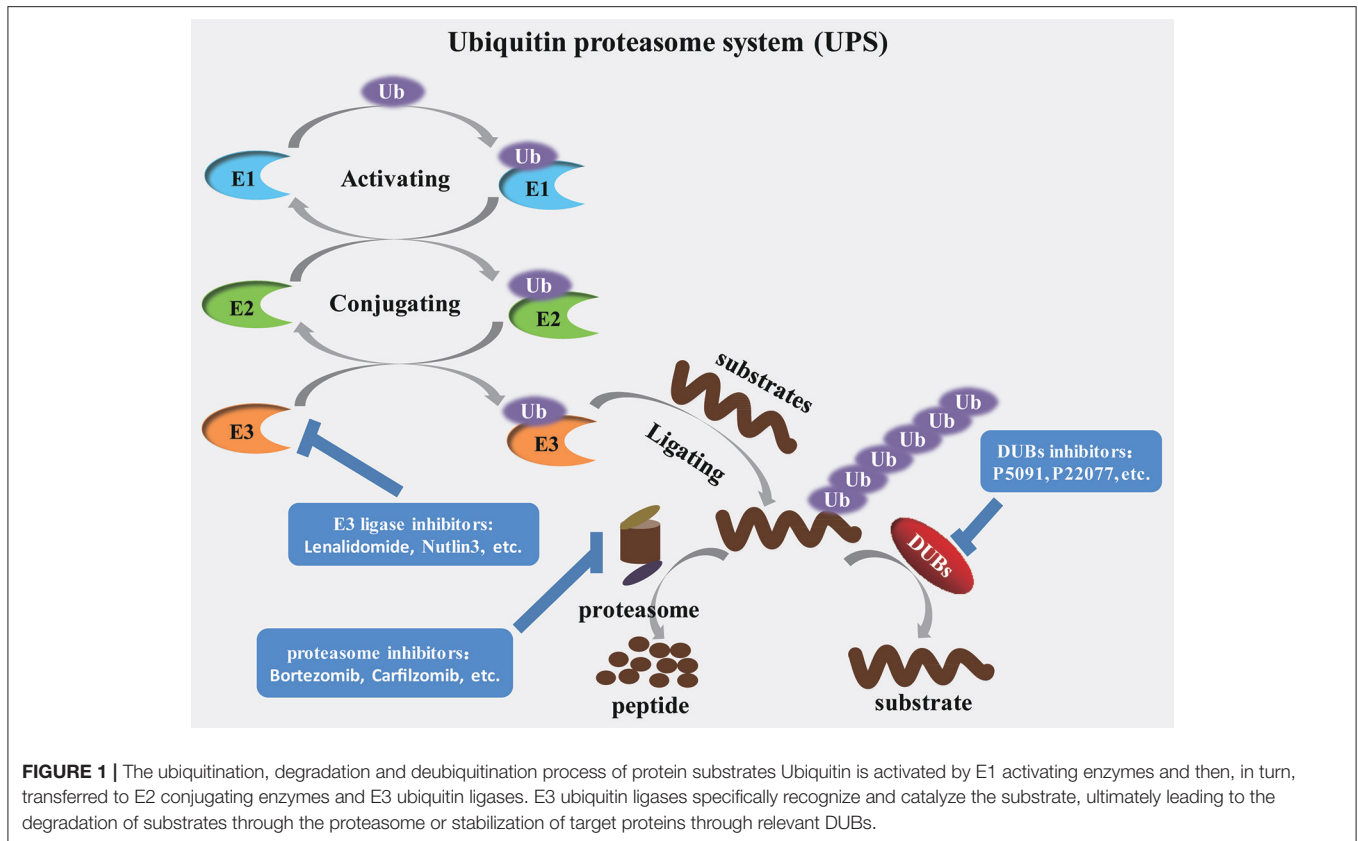 Ubiquitin proteasome system (UPS)
Ub
Ub
E1
Activating
E1
Ub
E2
Conjugating
E2
substrates
Ub
E3
E3
Ligating
Ub
Ub
Ub
Ub
Ub
Ub
DUBs inhibitors:
P5091, P22077, etc.
DUBs
E3 ligase inhibitors:
Lenalidomide, Nutlin3, etc.
proteasome
proteasome inhibitors:
Bortezomib, Carfilzomib, etc.
peptide
substrate
FIGURE 1 | The ubiquitination, degradation and deubiquitination process of protein substrates Ubiquitin is activated by E1 activating enzymes and then, in turn,
transferred to E2 conjugating enzymes and E3 ubiquitin ligases. E3 ubiquitin ligases specifically recognize and catalyze the substrate, ultimately leading to the
degradation of substrates through the proteasome or stabilization of target proteins through relevant DUBs.